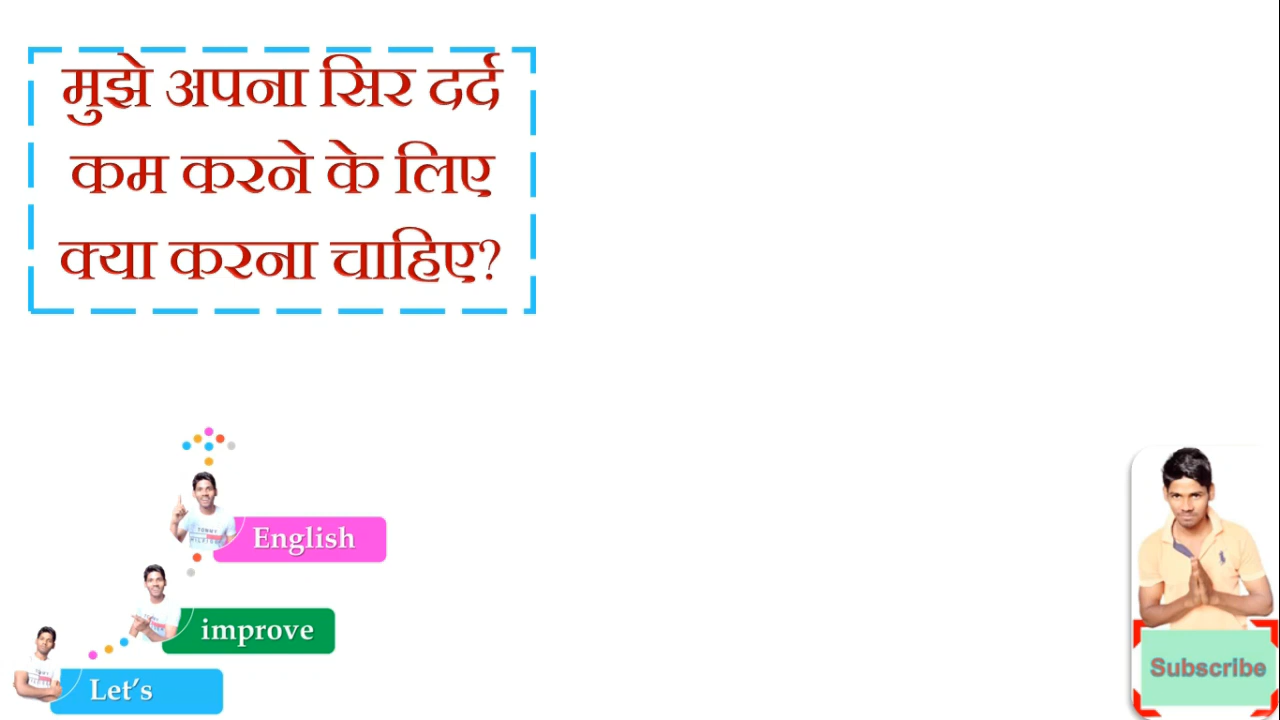 मुझे अपना सिर दर्द
कम करने के लिए
क्या करना चाहिए?
English
improve
Let's
Subscribe